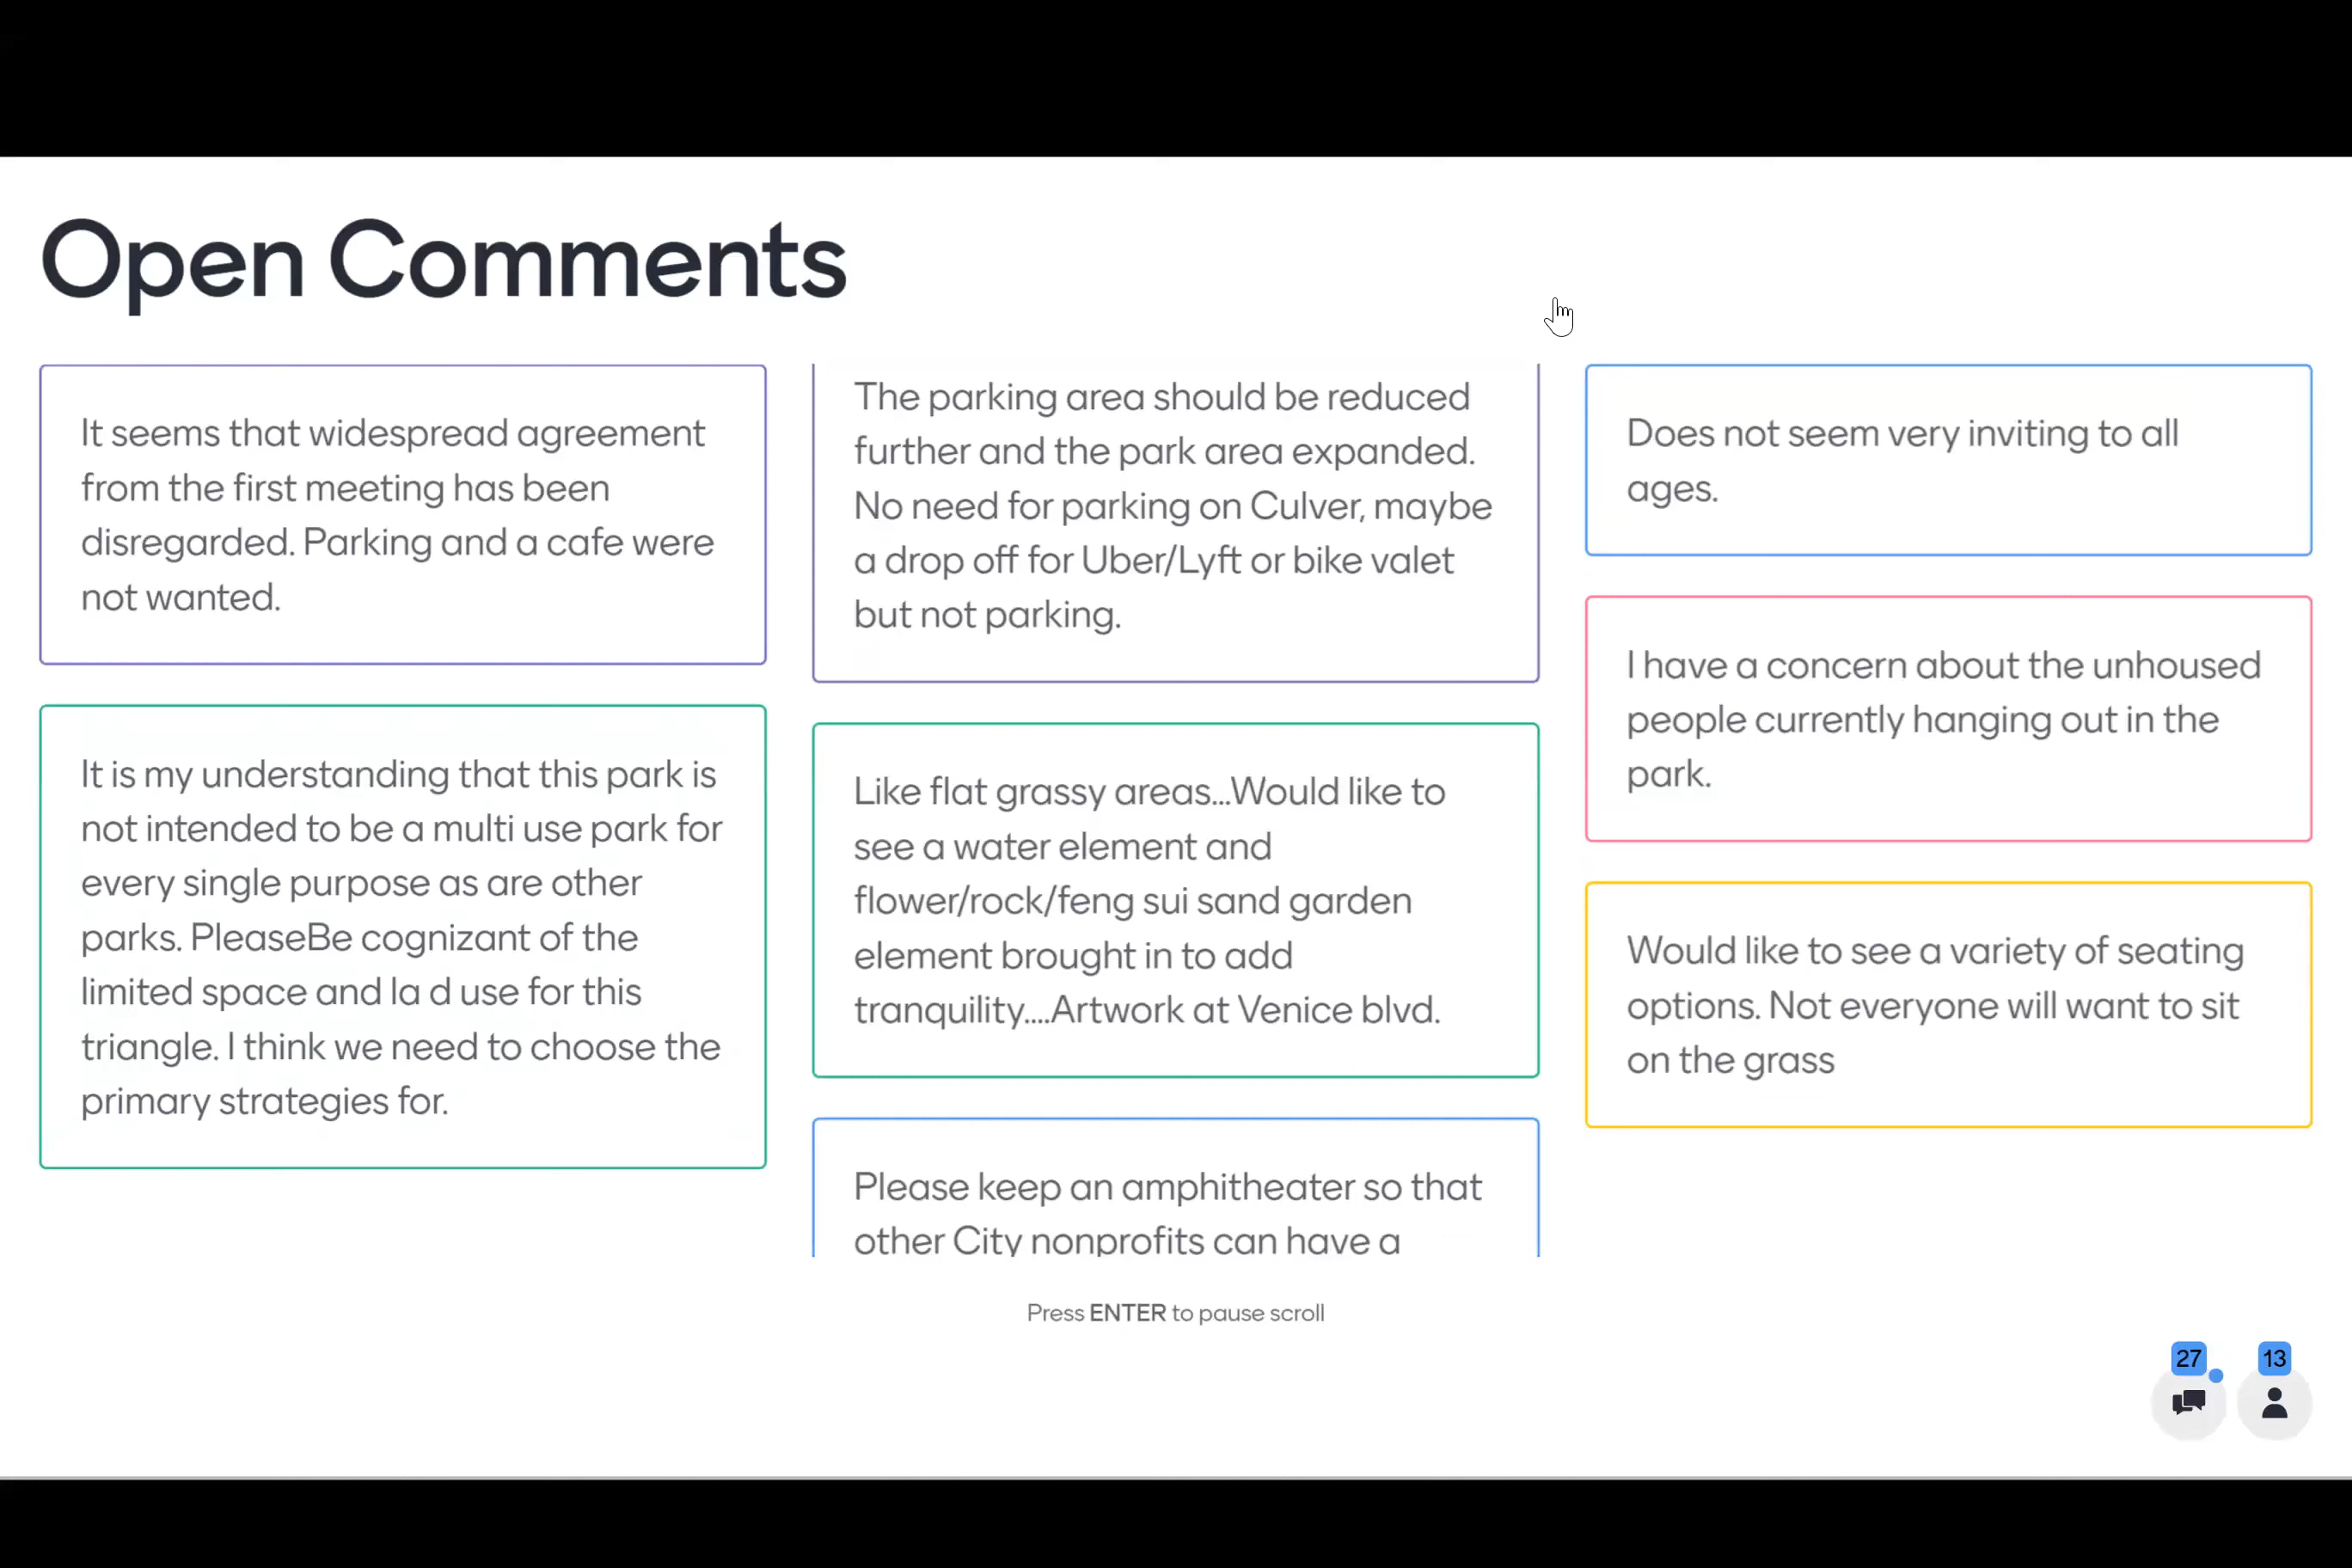 Open Comments
It seems that widespread agreement
from the first meeting has been
disregarded. Parking and a cafe were
not wanted.
It is my understanding that this park is
not intended to be a multi use park for
every single purpose as are other
parks. PleaseBe cognizant of the
limited space and la d use for this
triangle. I think we need to choose the
primary strategies for.
The parking area should be reduced
further and the park area expanded.
No need for parking on Culver, maybe
a drop off for Uber/Lyft or bike valet
but not parking.
Like flat grassy areas...Would like to
see a water element and
flower/rock/feng sui sand garden
element brought in to add
tranquility....Artwork at Venice blvd.
Please keep an amphitheater so that
other City nonprofits can have a
Does not seem very inviting to all
ages.
I have a concern about the unhoused
people currently hanging out in the
park.
Would like to see a variety of seating
options. Not everyone will want to sit
on the grass
Press ENTER to pause scroll
27
13